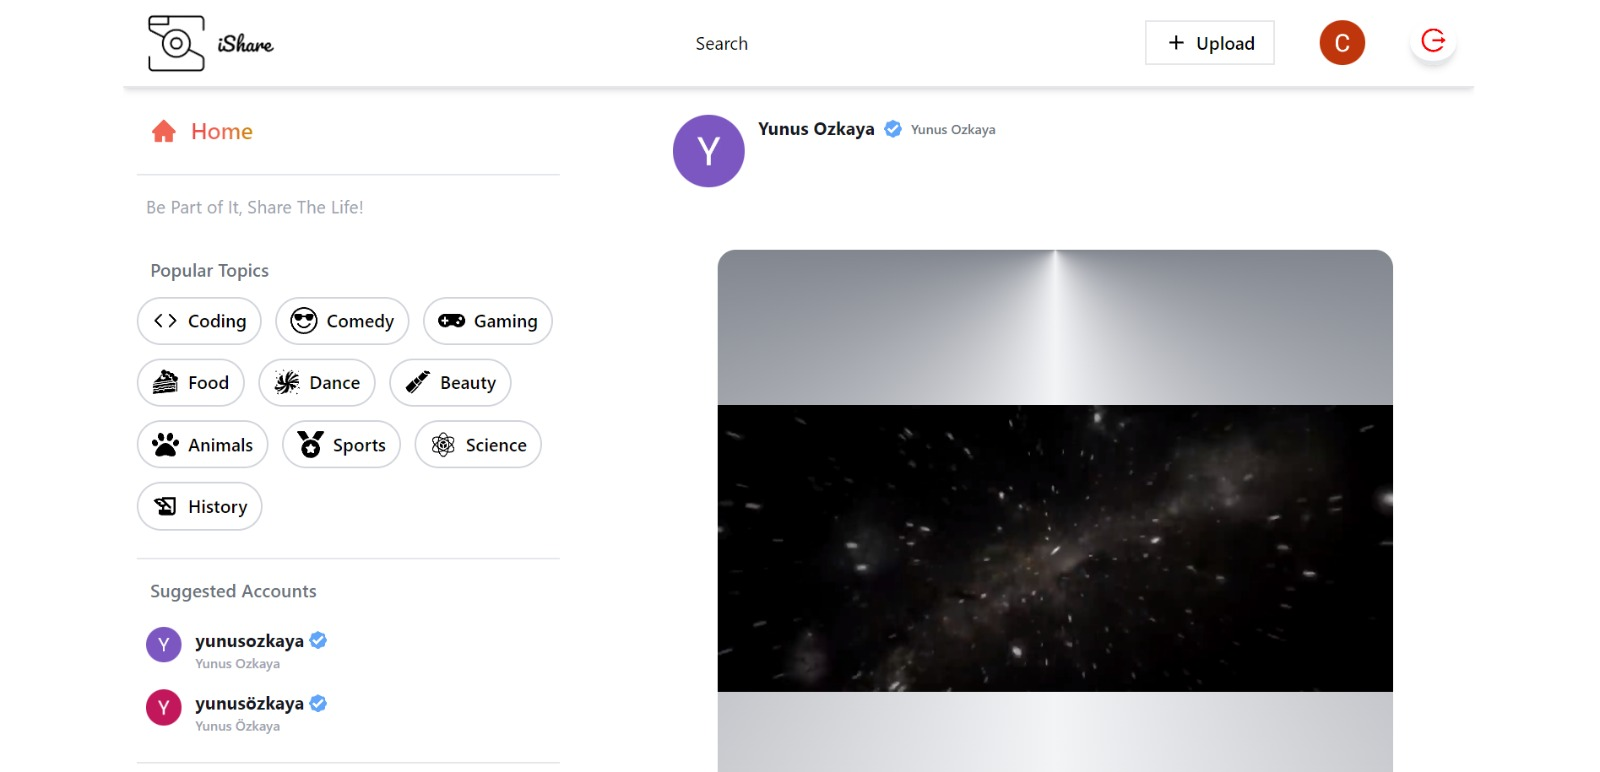 iShare
Search
+ Upload
C
Home
Be Part of It, Share The Life!
Popular Topics
Coding
Comedy
Gaming
Food
Dance
Beauty
Animals
Sports
Science
History
Suggested Accounts
Y
yunusozkaya
Yunus Ozkaya
Y
yunusözkaya
Yunus Özkaya
Y
Yunus Ozkaya Yunus Ozkaya